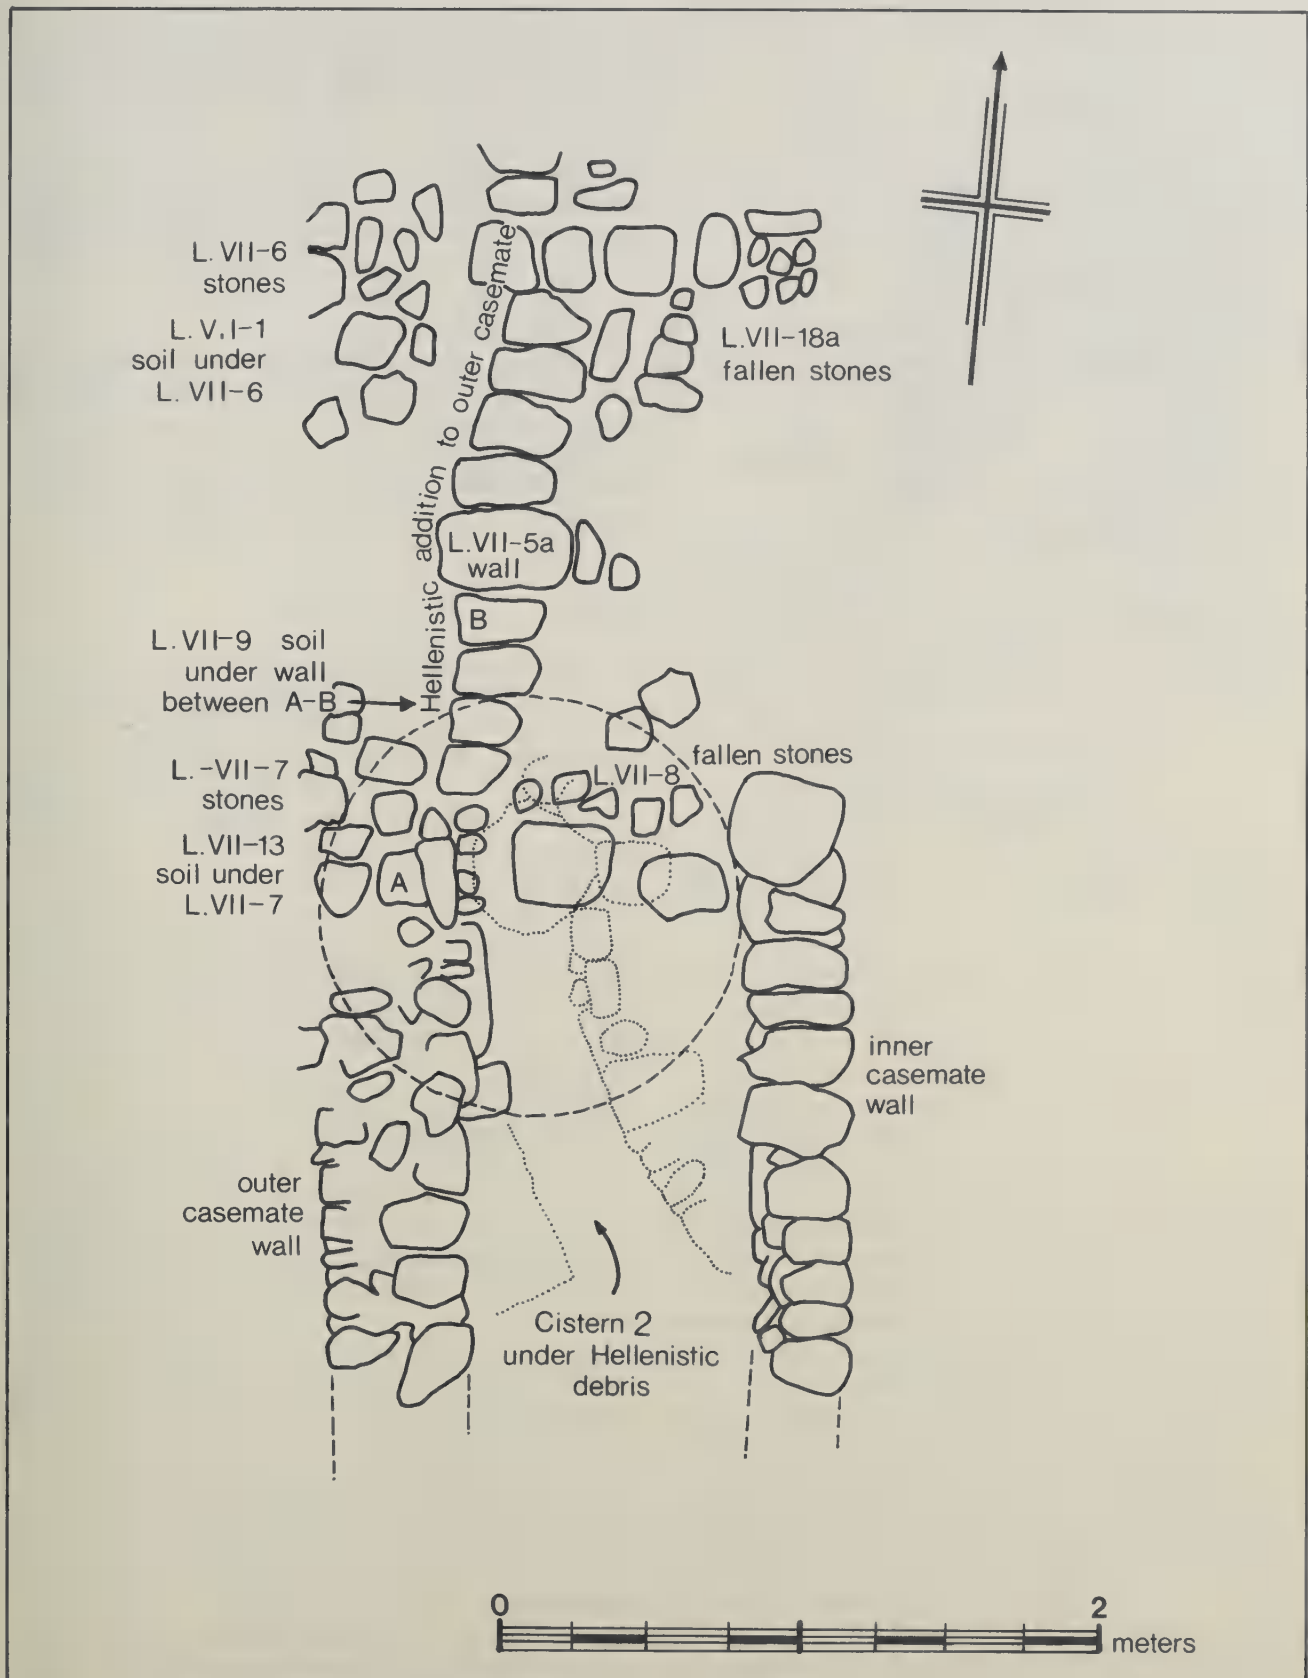 Hellenistic addition to outer casemate
L.VII-6
stones
L.V,I-1
soil under
L.VII-6
L.VII-18a
fallen stones
L.VII-5a
wall
B
L.VII-9 soil
under wall
between A-B
fallen stones
L.-VII-7
stones
L.VII-8
L.VII-13
soil under
L.VII-7
A
inner
casemate
wall
outer
casemate
wall
Cistern 2
under Hellenistic
debris
0 2
meters